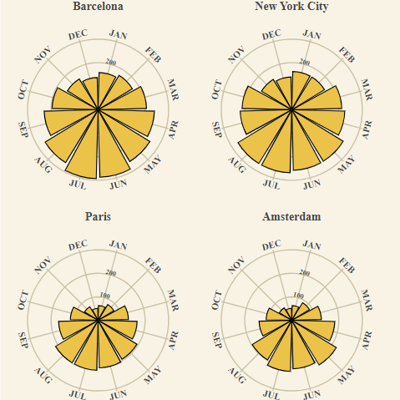 Barcelona
New York City
DEC
JAN
NOV
FEB
200
OCT
MAR
SEP
APR
AUG
MAY
JUL
JUN
DEC
JAN
NOV
FEB
200
OCT
MAR
SEP
APR
AUG
MAY
JUL
JUN
Paris
Amsterdam
DEC
JAN
NOV
FEB
200
100
OCT
MAR
SEP
APR
AUG
MAY
JUL
JUN
DEC
JAN
NOV
FEB
200
100
OCT
MAR
SEP
APR
AUG
MAY
JUL
JUN